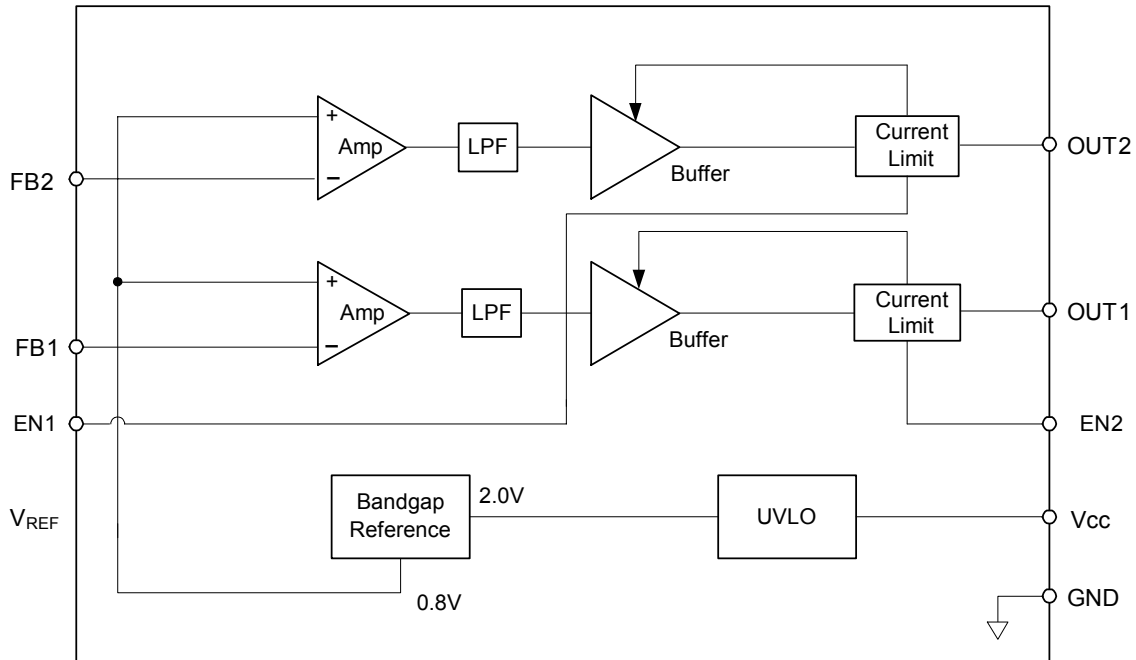 +
Amp
−
LPF
Buffer
Current
Limit
OUT2
FB2
+
Amp
−
LPF
Buffer
Current
Limit
OUT1
FB1
EN1
EN2
VREF
Bandgap
Reference
2.0V
UVLO
Vcc
0.8V
GND